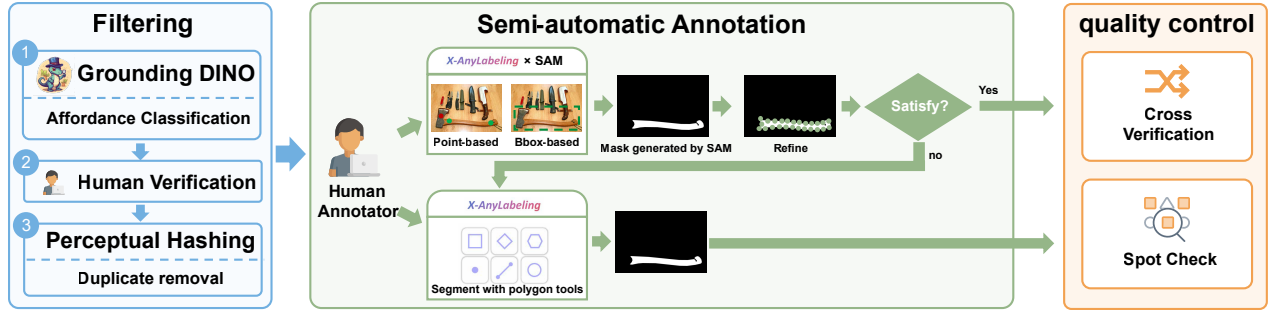 Filtering
1
Grounding DINO
Affordance Classification
2
Human Verification
3
Perceptual Hashing
Duplicate removal
Semi-automatic Annotation
Human
Annotator
X-AnyLabeling × SAM
Point-based
Bbox-based
Mask generated by SAM
Refine
Satisfy?
Yes
no
X-AnyLabeling
Segment with polygon tools
quality control
Cross
Verification
Spot Check